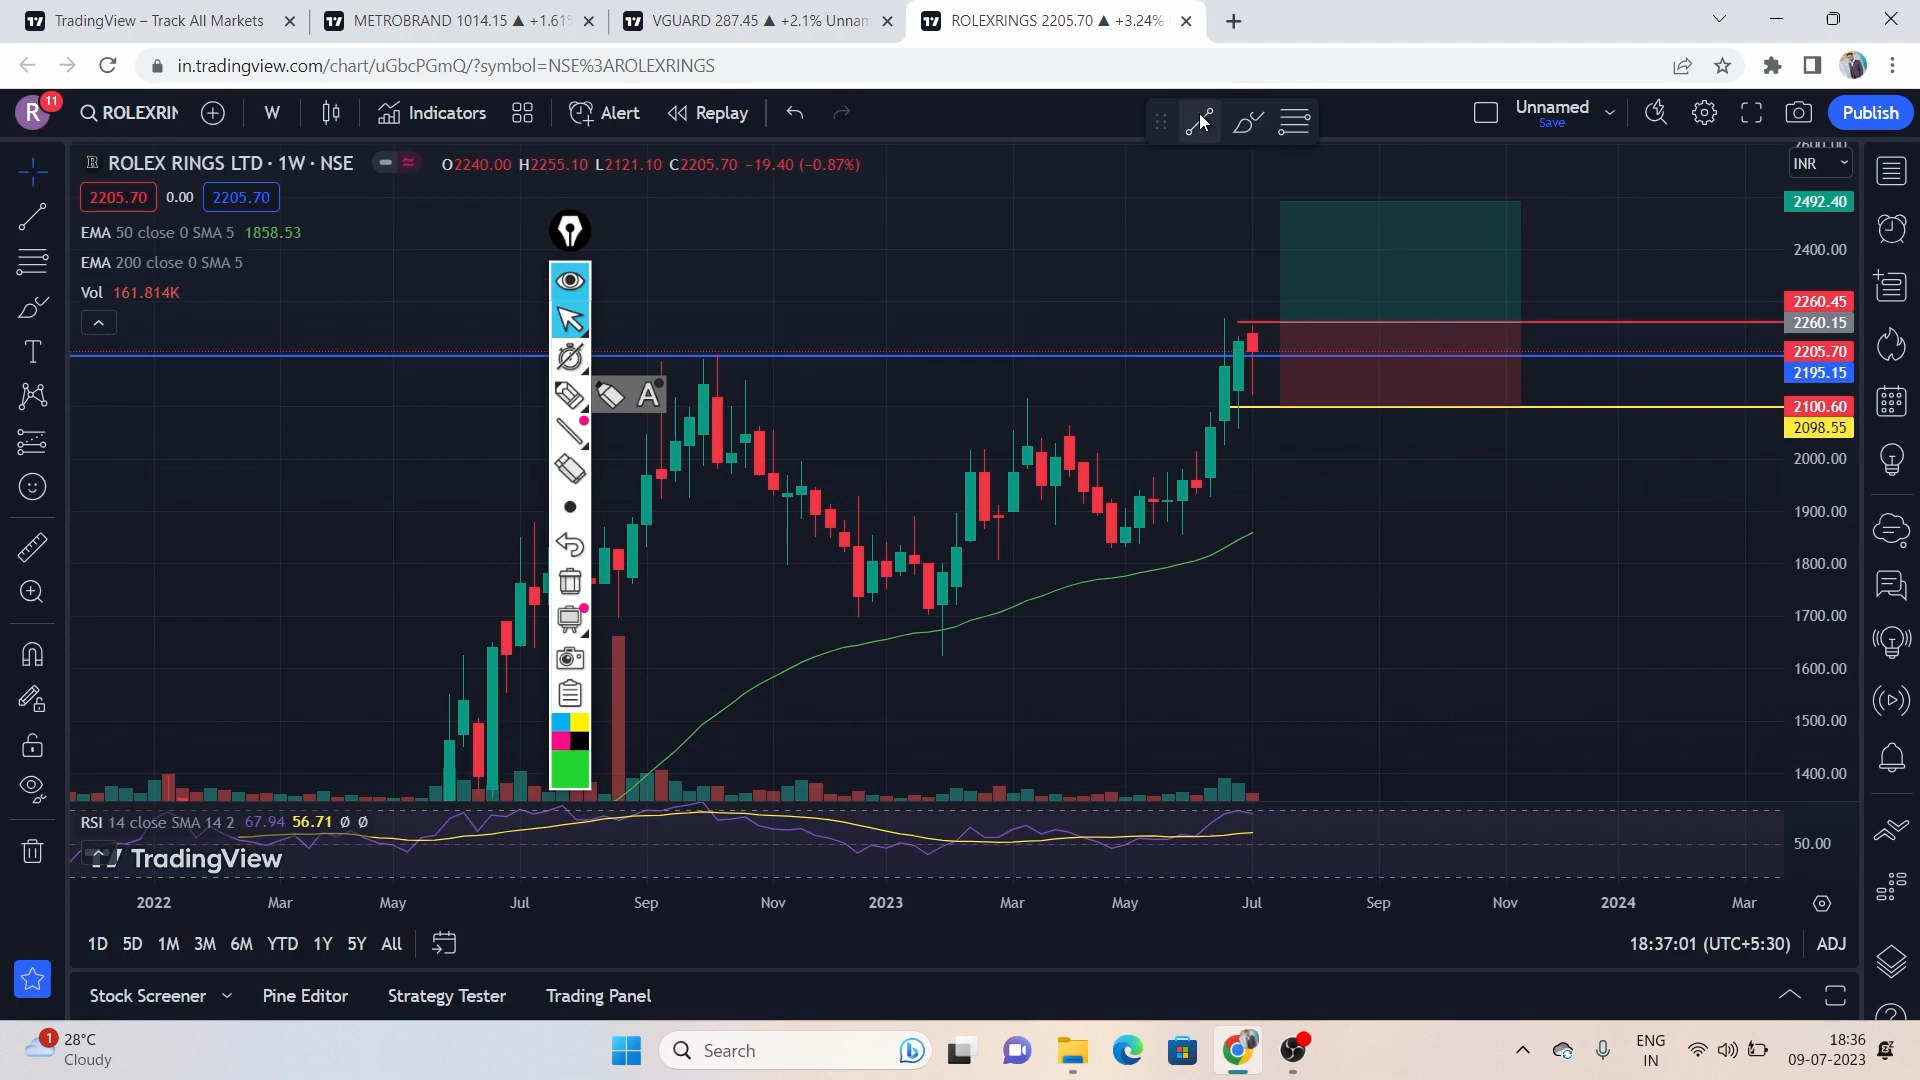 TradingView – Track All Markets
METROBRAND 1014.15 ▲ +1.61%
VGUARD 287.45 ▲ +2.1% Unnam
ROLEXRINGS 2205.70 ▲ +3.24%
in.tradingview.com/chart/uGbcPGmQ/?symbol=NSE%3AROLEXRINGS
R 11
ROLEXRIN
W
Indicators
Alert
Replay
Unnamed
Save
Publish
ROLEX RINGS LTD · 1W · NSE
O2240.00 H2255.10 L2121.10 C2205.70 −19.40 (−0.87%)
INR
2205.70 0.00 2205.70
EMA 50 close 0 SMA 5 1858.53
EMA 200 close 0 SMA 5
Vol 161.814K
A
2492.40
2400.00
2260.45
2260.15
2205.70
2195.15
2100.60
2098.55
2000.00
1900.00
1800.00
1700.00
1600.00
1500.00
1400.00
RSI 14 close SMA 14 2 67.94 56.71 Ø Ø
50.00
TradingView
2022 Mar May Jul Sep Nov 2023 Mar May Jul Sep Nov 2024 Mar
1D 5D 1M 3M 6M YTD 1Y 5Y All
18:37:01 (UTC+5:30) ADJ
Stock Screener Pine Editor Strategy Tester Trading Panel
1
28°C
Cloudy
Search
ENG
IN
18:36
09-07-2023